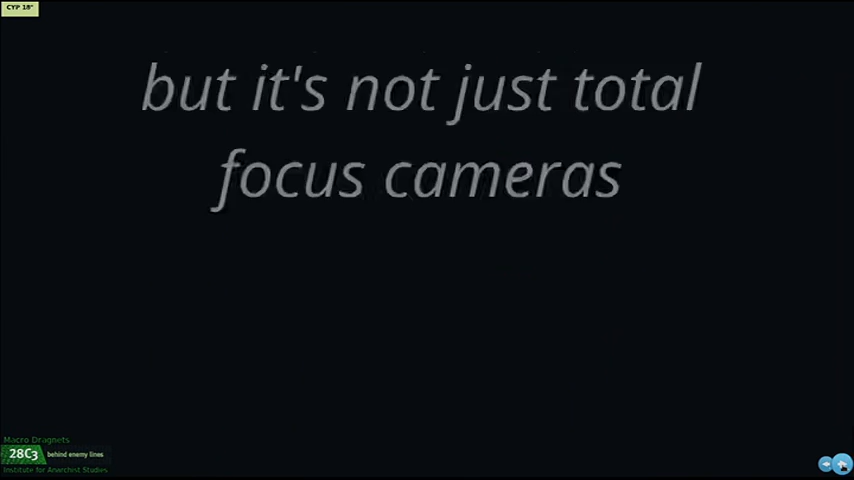 CYP 18"
but it's not just total
focus cameras
Macro Dragnets
28C3 behind enemy lines
Institute for Anarchist Studies